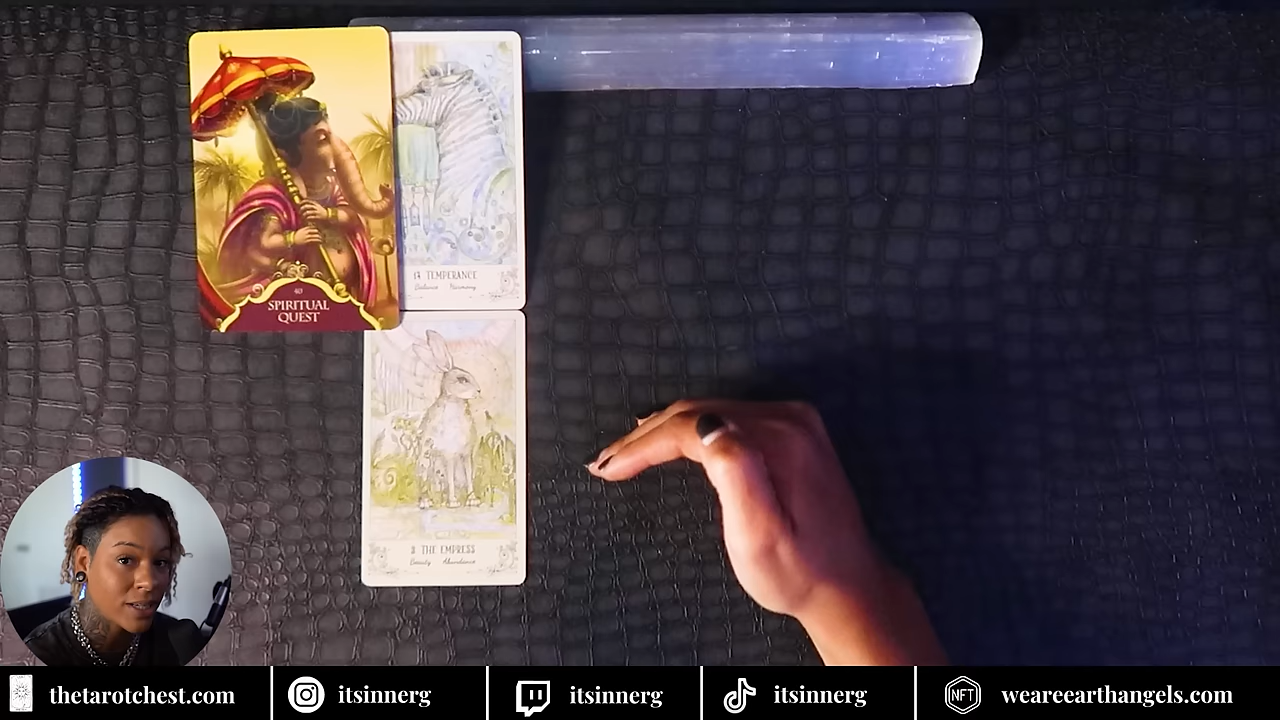 40
SPIRITUAL
QUEST
14 TEMPERANCE
Balance Harmony
3 THE EMPRESS
Beauty Abundance
thetarotchest.com
itsinnerg
itsinnerg
itsinnerg
NFT
weareearthangels.com